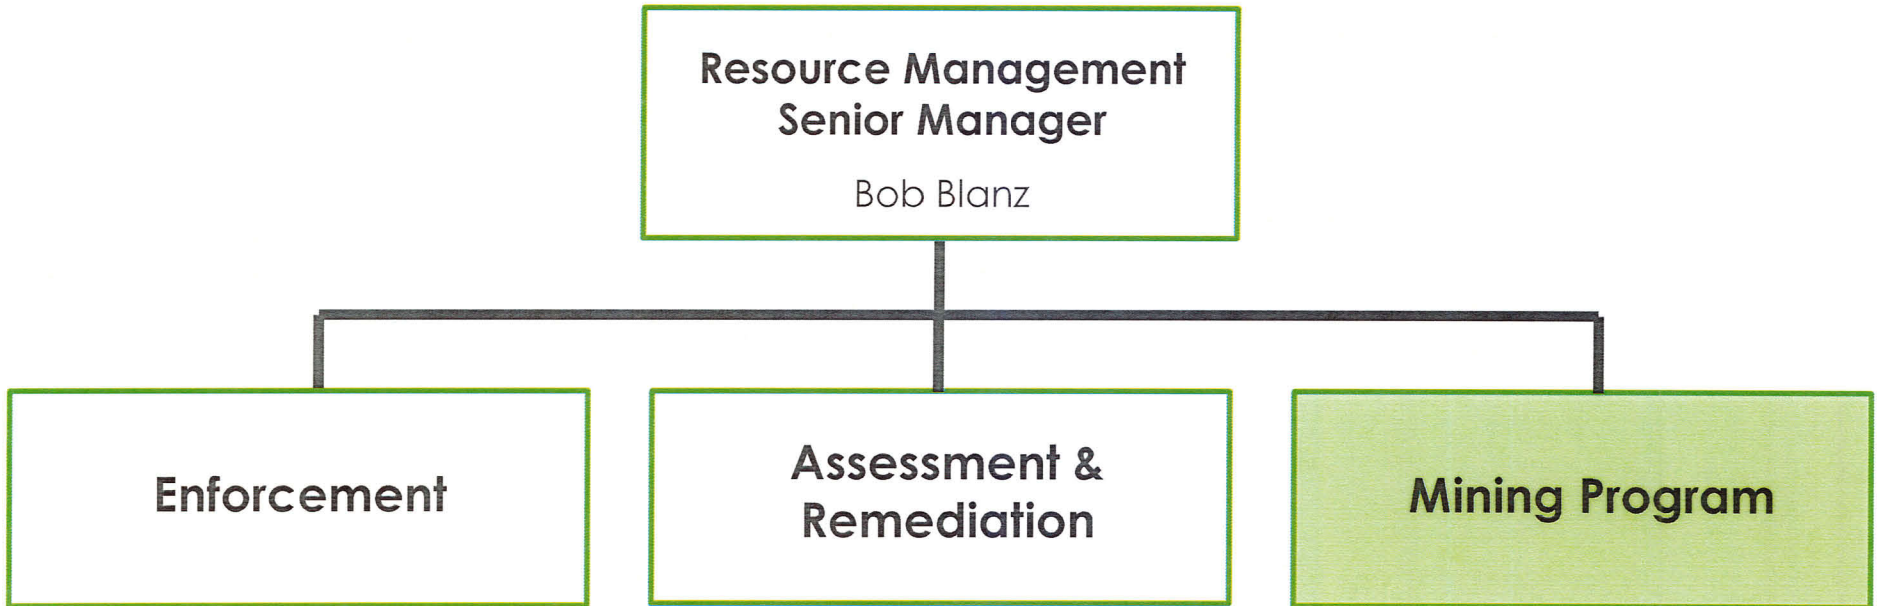 Resource Management
Senior Manager
Bob Blanz
Enforcement
Assessment &
Remediation
Mining Program